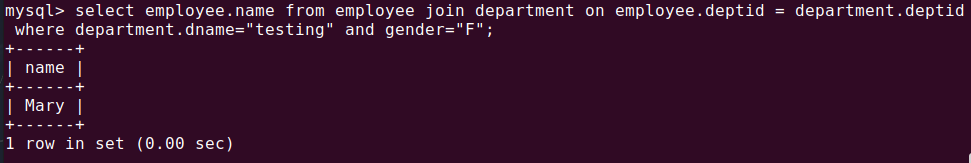 mysql> select employee.name from employee join department on employee.deptid = department.deptid
 where department.dname="testing" and gender="F";
+------+
| name |
+------+
| Mary |
+------+
1 row in set (0.00 sec)